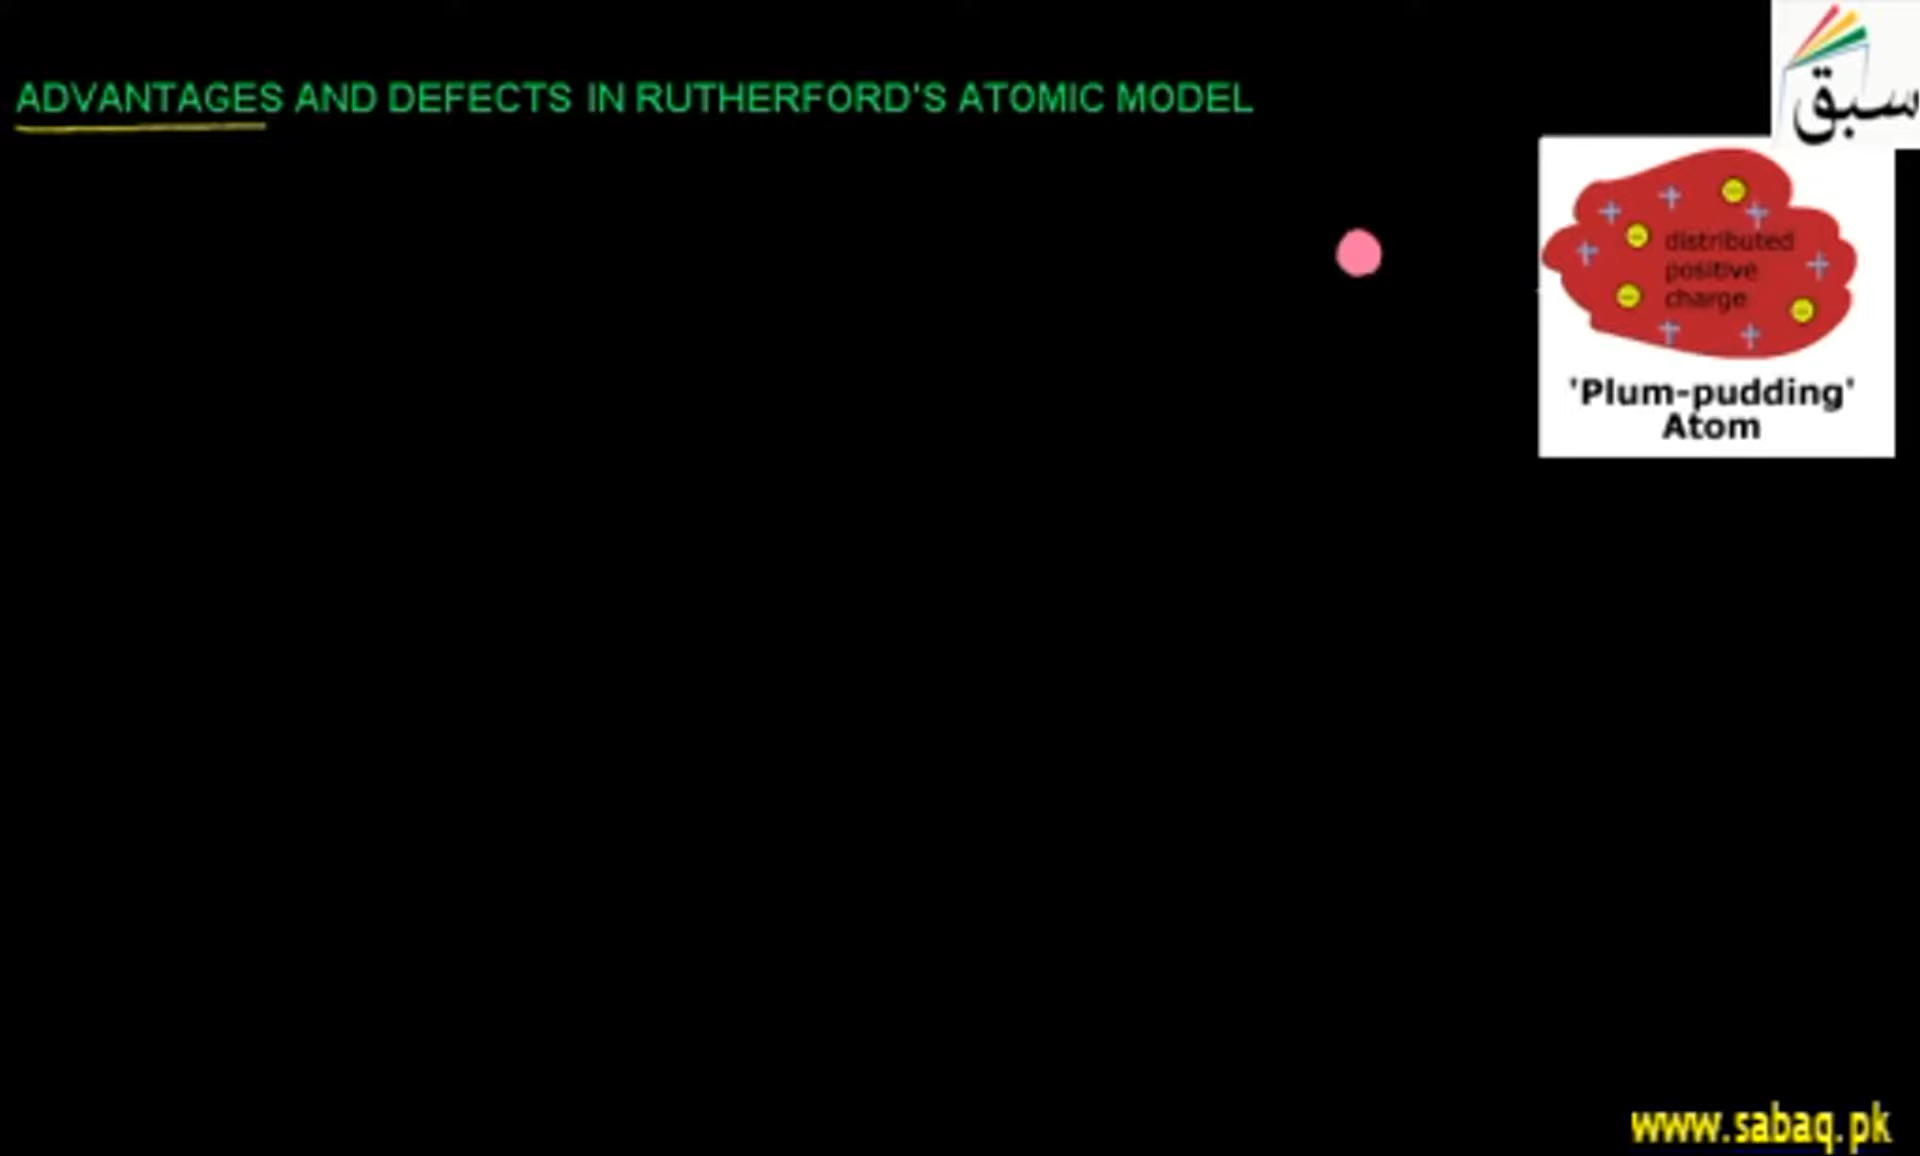 سبق
ADVANTAGES AND DEFECTS IN RUTHERFORD'S ATOMIC MODEL
distributed
positive
charge
'Plum-pudding'
Atom
www.sabaq.pk